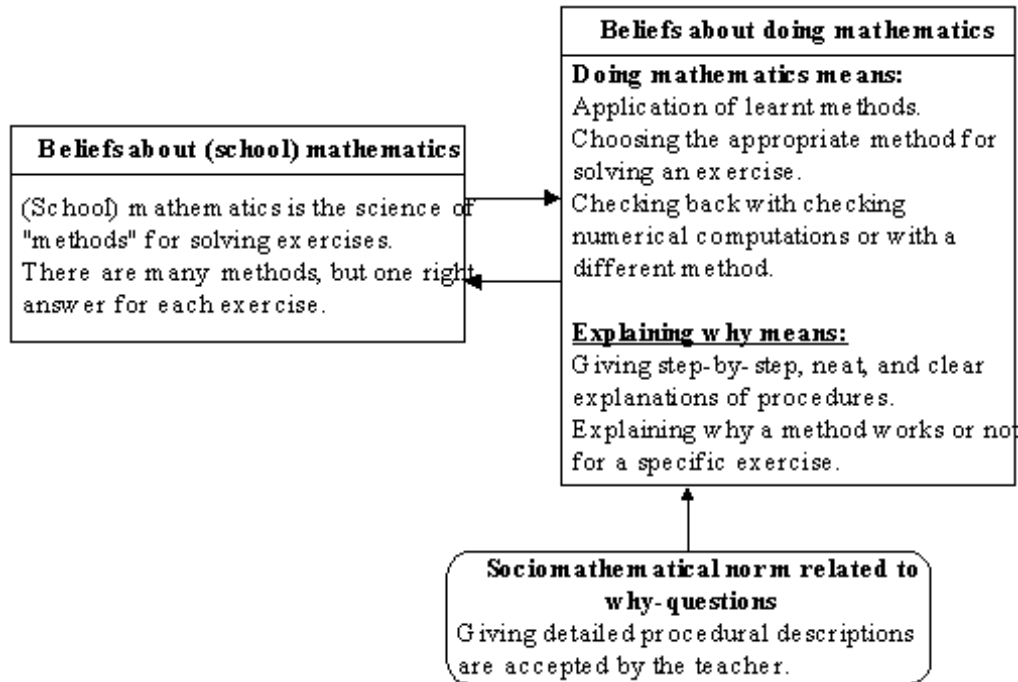 Beliefs about (school) mathematics
(School) mathematics is the science of
"methods" for solving exercises.
There are many methods, but one right
answer for each exercise.
Beliefs about doing mathematics
Doing mathematics means:
Application of learnt methods.
Choosing the appropriate method for
solving an exercise.
Checking back with checking
numerical computations or with a
different method.
Explaining why means:
Giving step-by-step, neat, and clear
explanations of procedures.
Explaining why a method works or not
for a specific exercise.
Sociomathematical norm related to
why-questions
Giving detailed procedural descriptions
are accepted by the teacher.